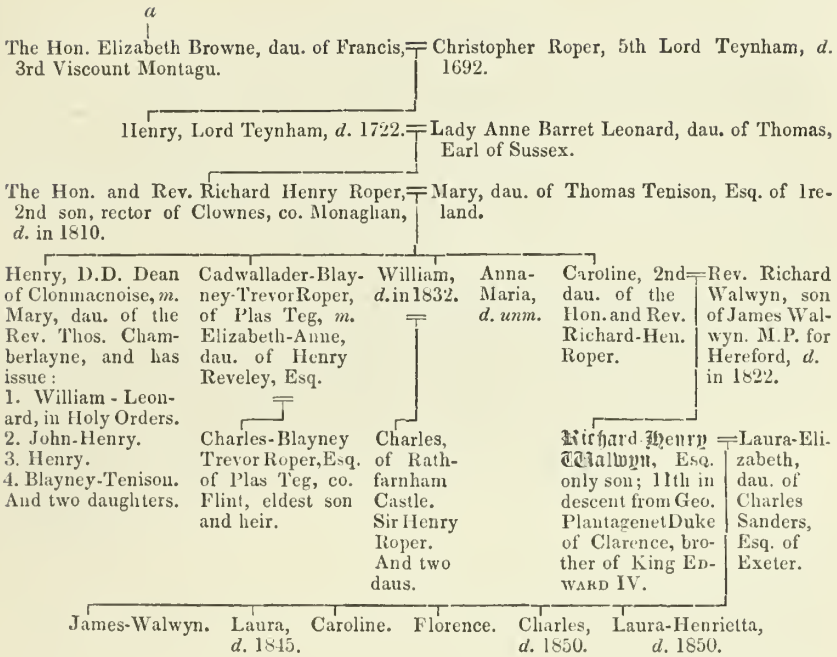 a
The Hon. Elizabeth Browne, dau. of Francis,
3rd Viscount Montagu.
Christopher Roper, 5th Lord Teynham, d.
1692.
Henry, Lord Teynham, d. 1722.
Lady Anne Barret Leonard, dau. of Thomas,
Earl of Sussex.
The Hon. and Rev. Richard Henry Roper,
2nd son, rector of Clownes, co. Monaghan,
d. in 1810.
Mary, dau. of Thomas Tenison, Esq. of Ire-
land.
Henry, D.D. Dean
of Clonmacnoise, m.
Mary, dau. of the
Rev. Thos. Cham-
berlayne, and has
issue :
1. William - Leon-
ard, in Holy Orders.
2. John-Henry.
3. Henry.
4. Blayney-Tenison.
And two daughters.
Cadwallader-Blay-
ney-Trevor Roper,
of Plas Teg, m.
Elizabeth-Anne,
dau. of Henry
Reveley, Esq.
Charles-Blayney
Trevor Roper, Esq.
of Plas Teg, co.
Flint, eldest son
and heir.
William,
d. in 1832.
Charles,
of Rath-
farnham
Castle.
Sir Henry
Roper.
And two
daus.
Anna-
Maria,
d. unm.
Caroline, 2nd
dau. of the
Hon. and Rev.
Richard-Hen.
Roper.
Rev. Richard
Walwyn, son
of James Wal-
wyn. M.P. for
Hereford, d.
in 1822.
Richard Henry
Walwyn, Esq.
only son; 11th in
descent from Geo.
Plantagenet Duke
of Clarence, bro-
ther of King ED-
WARD IV.
Laura-Eli-
zabeth,
dau. of
Charles
Sanders,
Esq. of
Exeter.
James-Walwyn.
Laura,
d. 1845.
Caroline.
Florence.
Charles,
d. 1850.
Laura-Henrietta,
d. 1850.